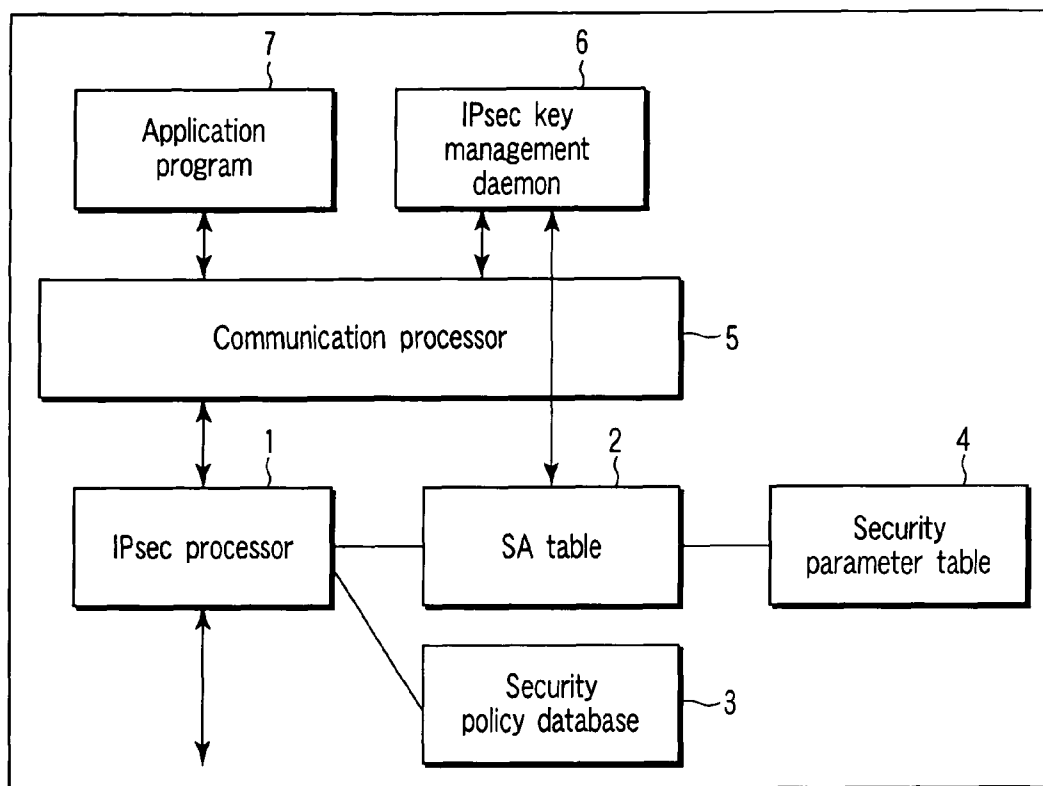 7
6
Application
program
IPsec key
management
daemon
Communication processor
5
1
2
4
IPsec processor
SA table
Security
parameter table
Security
policy database
3